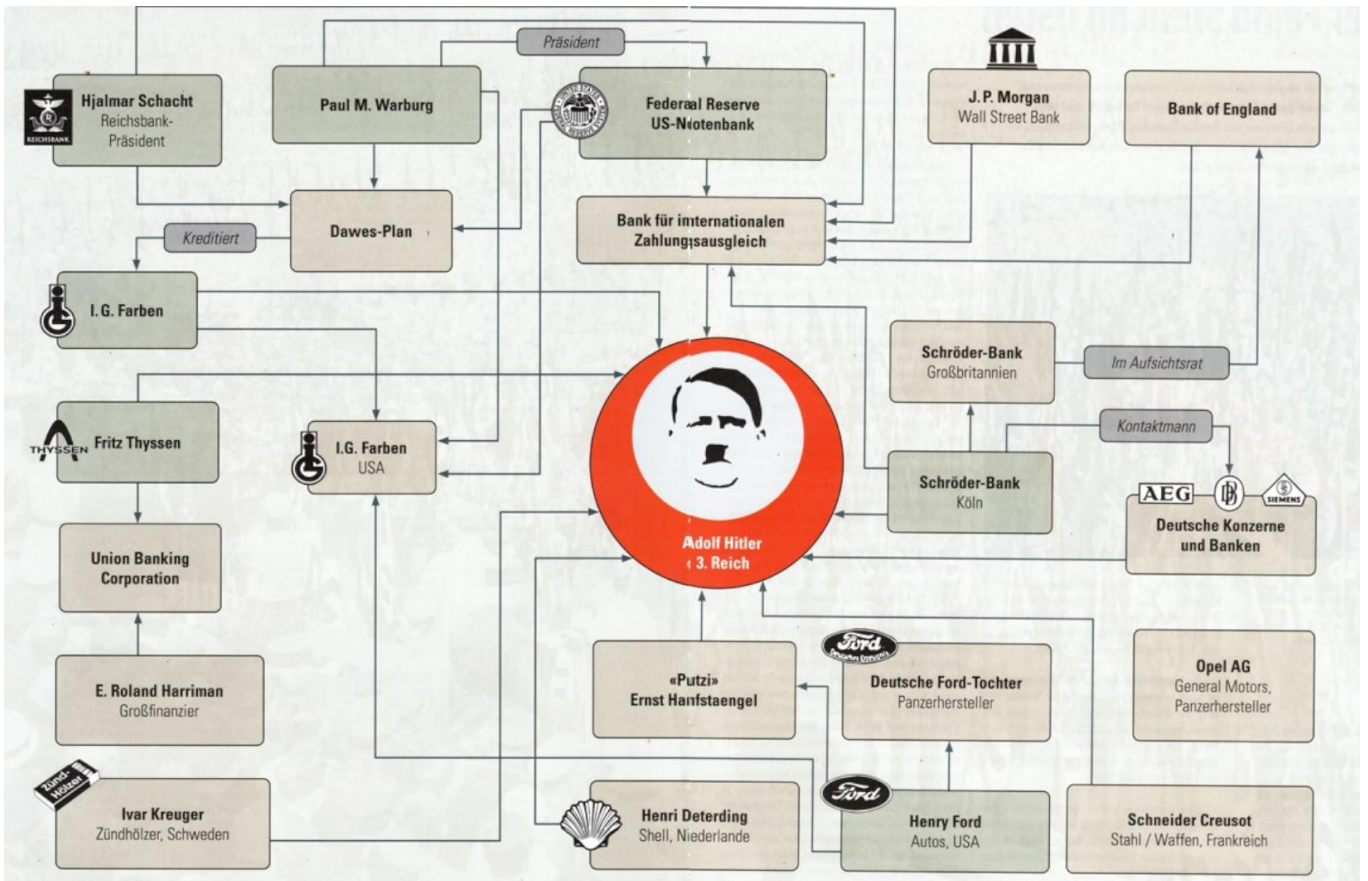 Präsident
Hjalmar Schacht
Reichsbank-
Präsident
REICHSBANK
Paul M. Warburg
Federal Reserve
US-Notenbank
J. P. Morgan
Wall Street Bank
Bank of England
Kreditiert
Dawes-Plan
Bank für internationalen
Zahlungsausgleich
I. G. Farben
Schröder-Bank
Großbritannien
Im Aufsichtsrat
THYSSEN
Fritz Thyssen
I.G. Farben
USA
Kontaktmann
Schröder-Bank
Köln
AEG
DB
SIEMENS
Deutsche Konzerne
und Banken
Adolf Hitler
3. Reich
Union Banking
Corporation
E. Roland Harriman
Großfinanzier
«Putzi»
Ernst Hanfstaengel
Ford
Deutsche Ford-Tochter
Panzerhersteller
Opel AG
General Motors,
Panzerhersteller
Zünd-
Hölzer
Ivar Kreuger
Zündhölzer, Schweden
Henri Deterding
Shell, Niederlande
Ford
Henry Ford
Autos, USA
Schneider Creusot
Stahl / Waffen, Frankreich